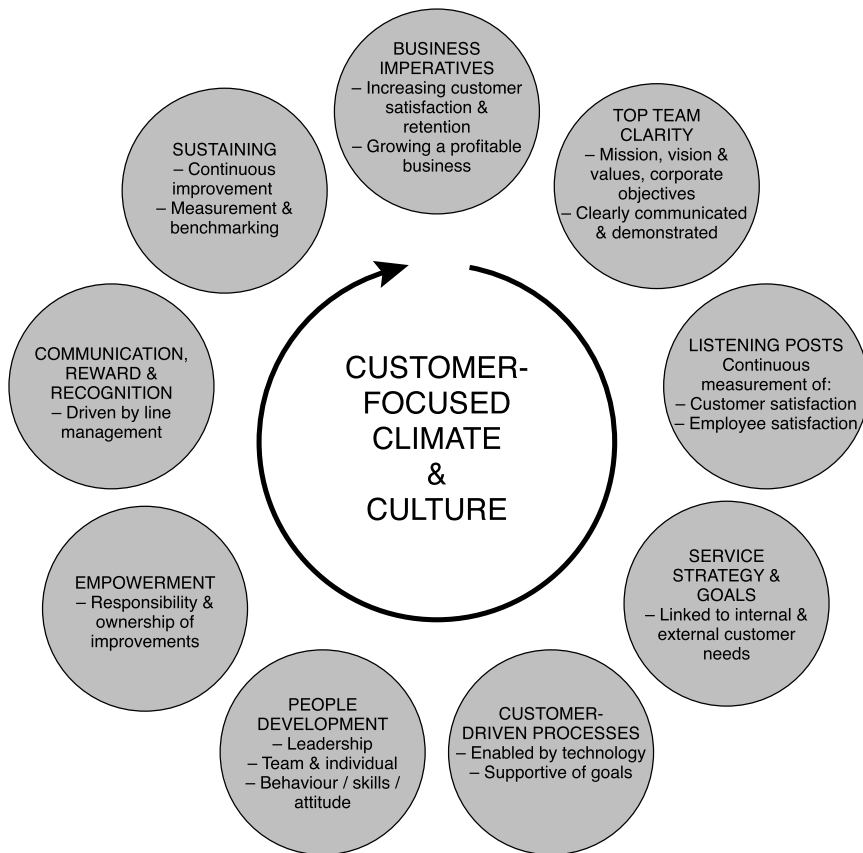 BUSINESS
IMPERATIVES
– Increasing customer
satisfaction &
retention
– Growing a profitable
business
TOP TEAM
CLARITY
– Mission, vision &
values, corporate
objectives
– Clearly communicated
& demonstrated
LISTENING POSTS
Continuous
measurement of:
– Customer satisfaction
– Employee satisfaction
SERVICE
STRATEGY &
GOALS
– Linked to internal &
external customer
needs
CUSTOMER-
DRIVEN PROCESSES
– Enabled by technology
– Supportive of goals
PEOPLE
DEVELOPMENT
– Leadership
– Team & individual
– Behaviour / skills /
attitude
EMPOWERMENT
– Responsibility &
ownership of
improvements
COMMUNICATION,
REWARD &
RECOGNITION
– Driven by line
management
SUSTAINING
– Continuous
improvement
– Measurement &
benchmarking
CUSTOMER-
FOCUSED
CLIMATE
&
CULTURE